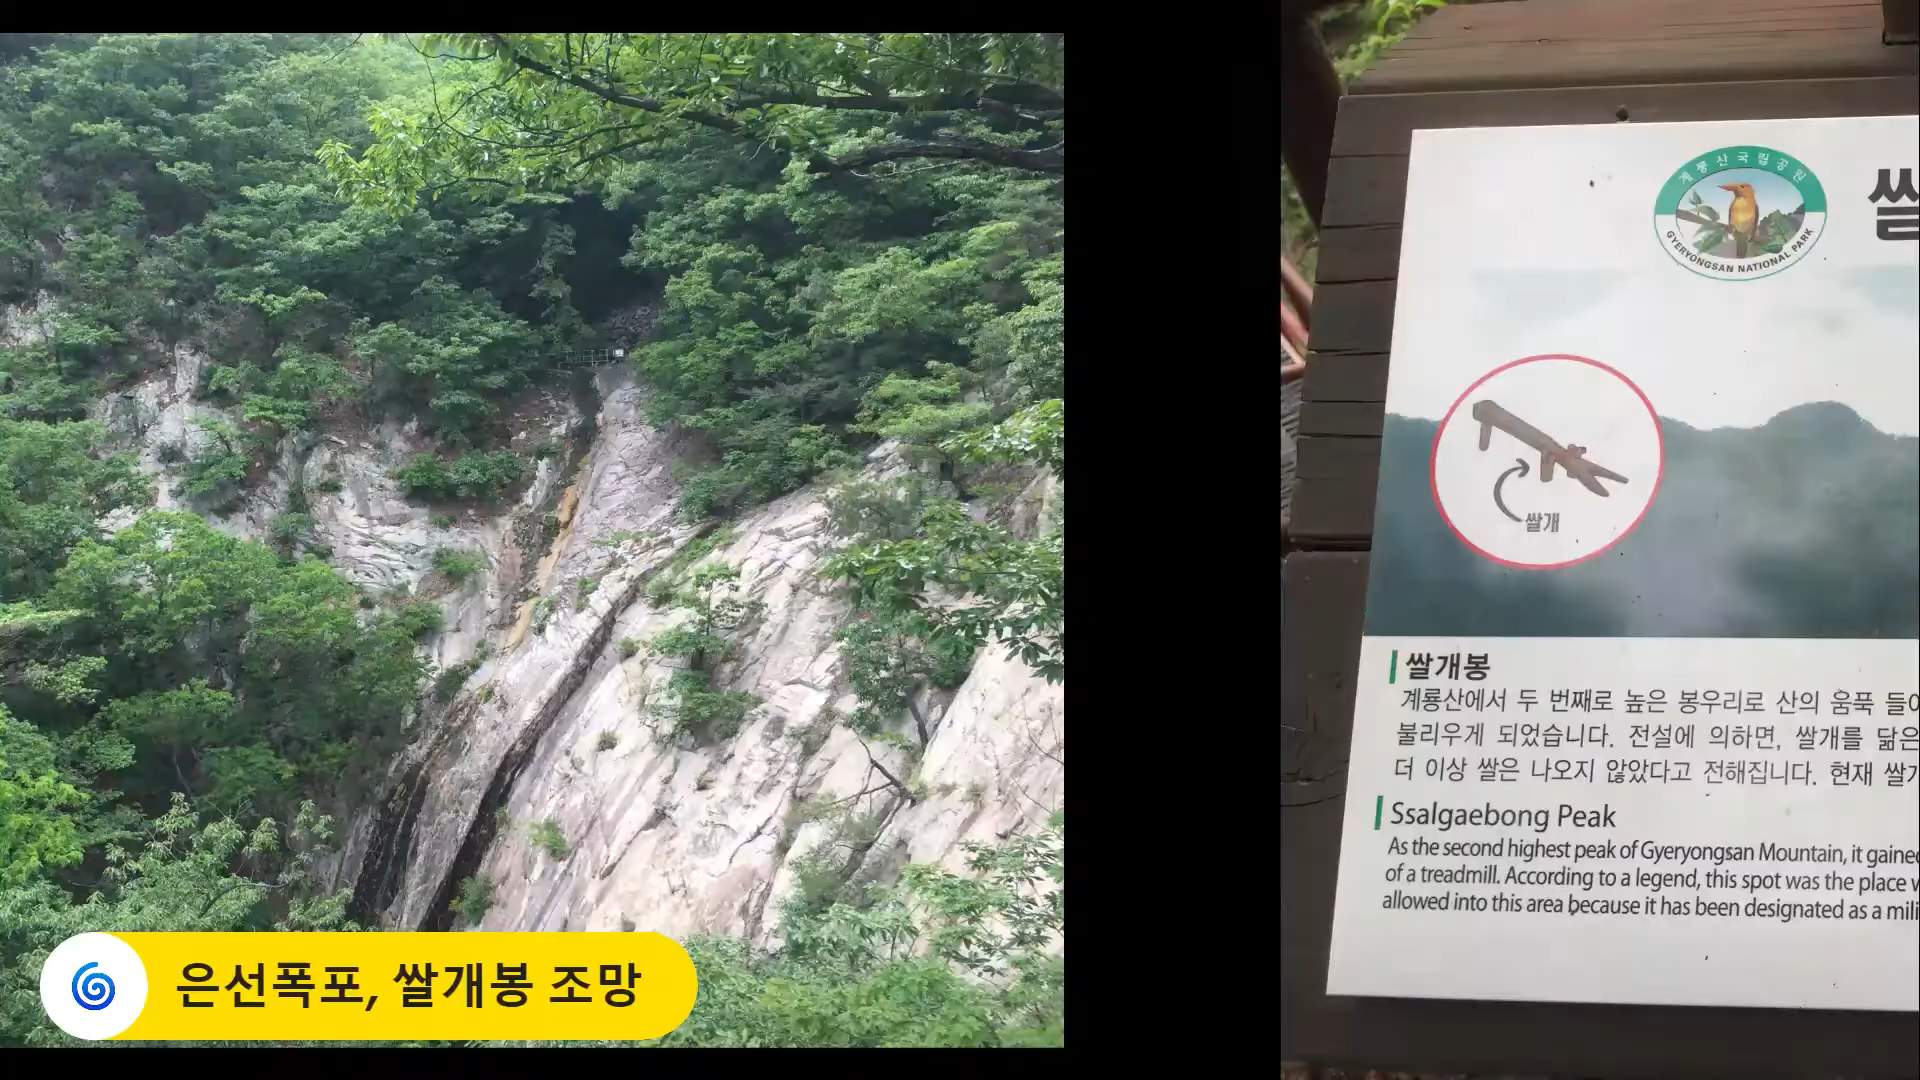 은선폭포, 쌀개봉 조망
계룡산국립공원
GYERYONGSAN NATIONAL PARK
쌀
쌀개
쌀개봉
계룡산에서 두 번째로 높은 봉우리로 산의 움푹
불리우게 되었습니다. 전설에 의하면, 쌀개를 닮은
더 이상 쌀은 나오지 않았다고 전해집니다. 현재
Ssalgaebong Peak
As the second highest peak of Gyeryongsan Mountain, it gained
of a treadmill. According to a legend, this spot was the place
allowed into this area because it has been designated as a